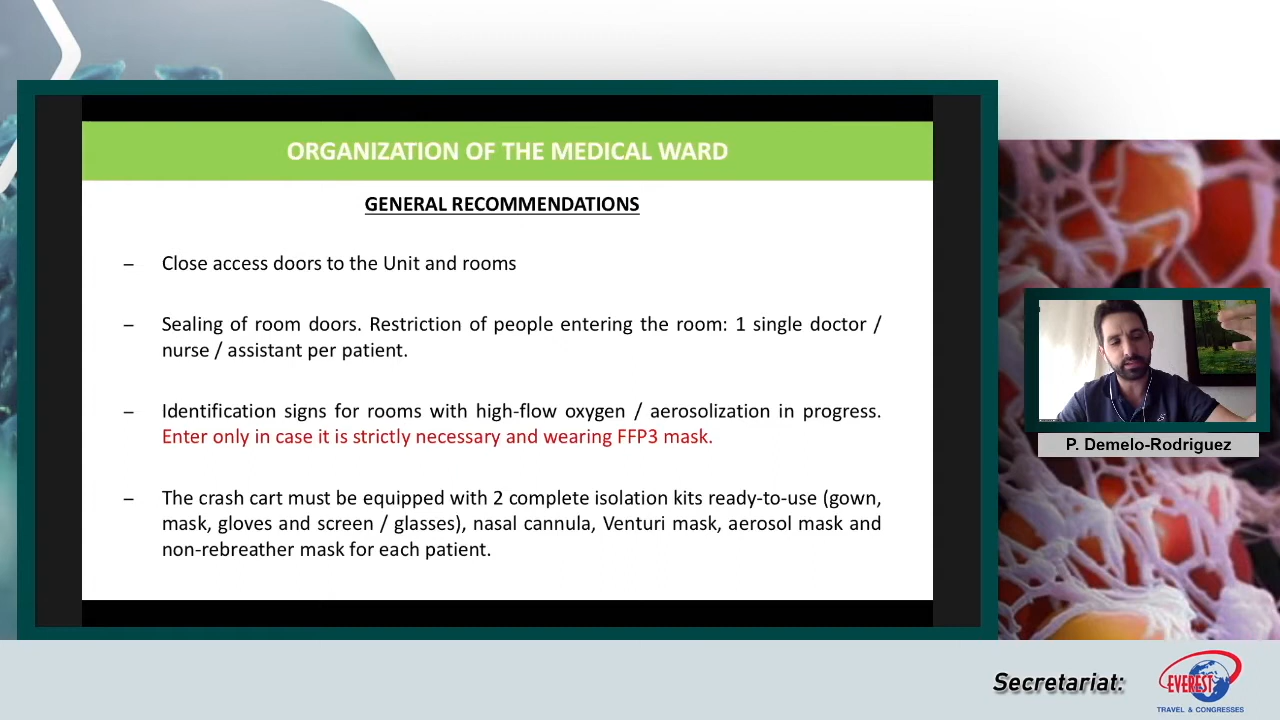 ORGANIZATION OF THE MEDICAL WARD
GENERAL RECOMMENDATIONS
– Close access doors to the Unit and rooms
– Sealing of room doors. Restriction of people entering the room: 1 single doctor /
nurse / assistant per patient.
– Identification signs for rooms with high-flow oxygen / aerosolization in progress.
Enter only in case it is strictly necessary and wearing FFP3 mask.
– The crash cart must be equipped with 2 complete isolation kits ready-to-use (gown,
mask, gloves and screen / glasses), nasal cannula, Venturi mask, aerosol mask and
non-rebreather mask for each patient.
P. Demelo-Rodriguez
Secretariat:
EVEREST
TRAVEL & CONGRESSES